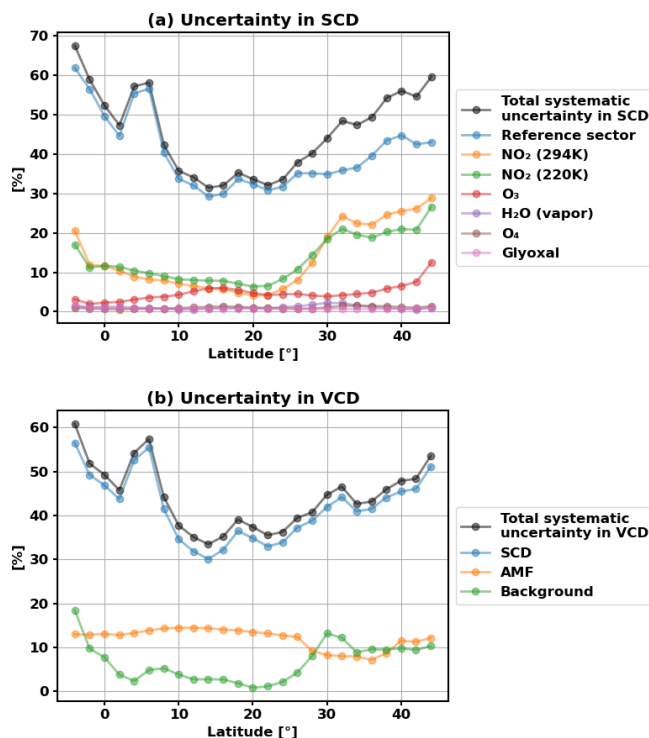 (a) Uncertainty in SCD
70
60
50
40
30
20
10
0
[%]
0 10 20 30 40
Latitude [°]
Total systematic
uncertainty in SCD
Reference sector
NO₂ (294K)
NO₂ (220K)
O₃
H₂O (vapor)
O₄
Glyoxal
(b) Uncertainty in VCD
60
50
40
30
20
10
0
[%]
0 10 20 30 40
Latitude [°]
Total systematic
uncertainty in VCD
SCD
AMF
Background